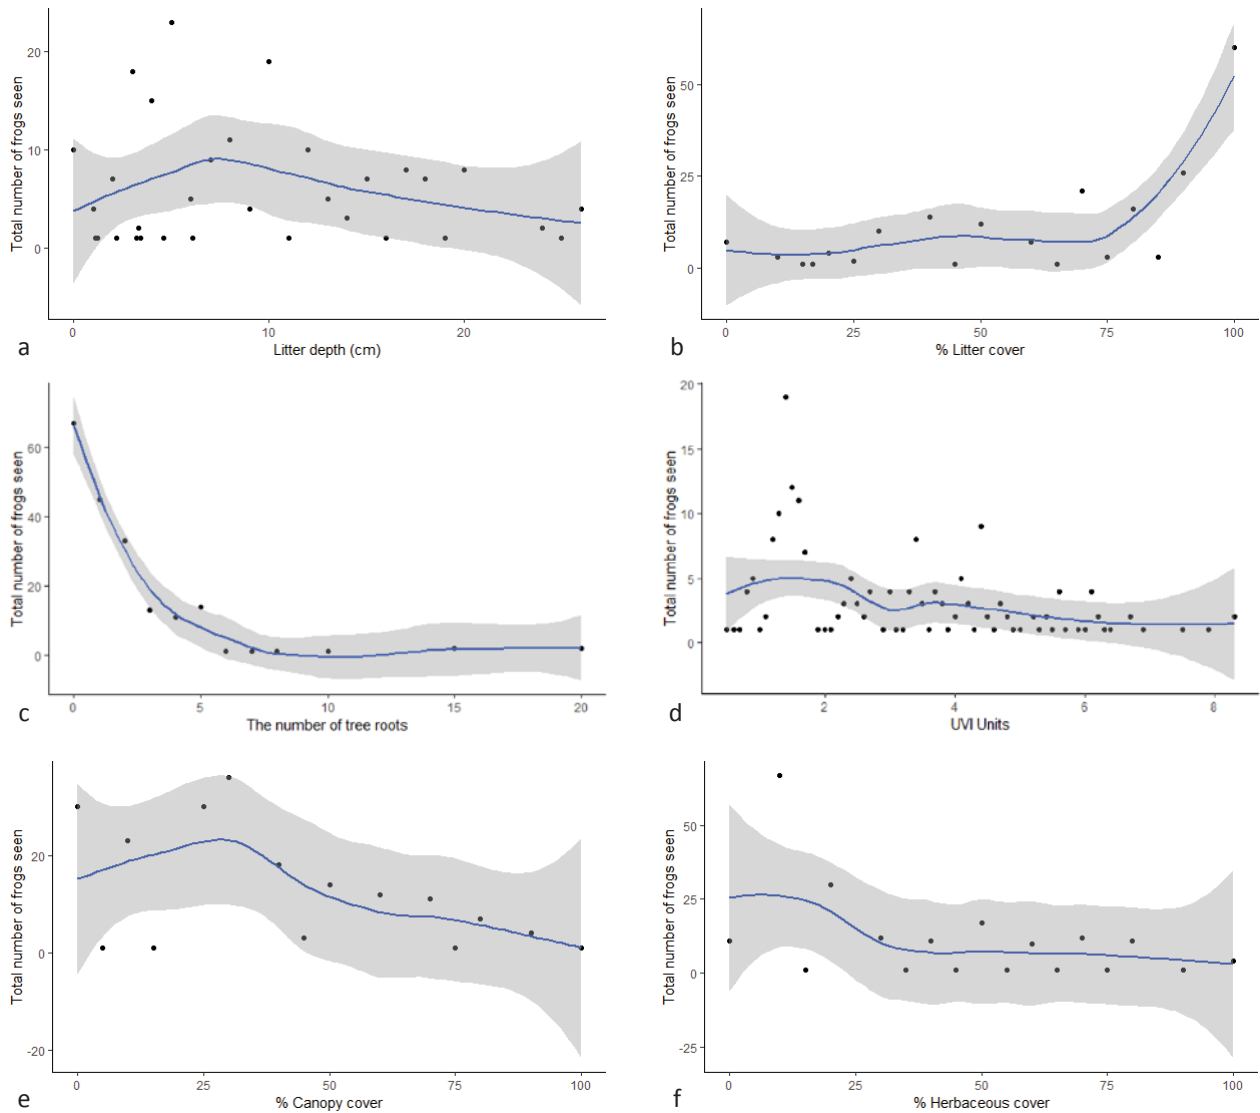 20
10
0
Total number of frogs seen
0
10
20
Litter depth (cm)
a
50
25
0
Total number of frogs seen
0
25
50
75
100
% Litter cover
b
60
40
20
0
Total number of frogs seen
0
5
10
15
20
The number of tree roots
c
20
15
10
5
0
Total number of frogs seen
2
4
6
8
UVI Units
d
20
0
-20
Total number of frogs seen
0
25
50
75
100
% Canopy cover
e
50
25
0
-25
Total number of frogs seen
0
25
50
75
100
% Herbaceous cover
f